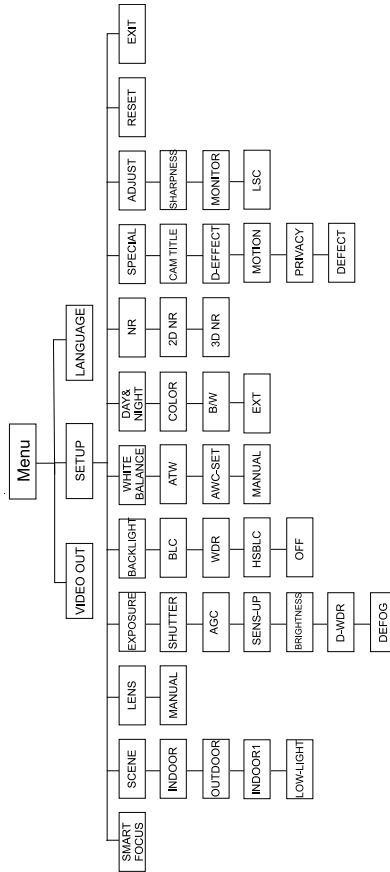 Menu
VIDEO OUT
SETUP
LANGUAGE
SMART
FOCUS
SCENE
INDOOR
OUTDOOR
INDOOR1
LOW-LIGHT
LENS
MANUAL
EXPOSURE
SHUTTER
AGC
SENS-UP
BRIGHTNESS
D-WDR
DEFOG
BACKLIGHT
BLC
WDR
HSBLC
OFF
WHITE
BALANCE
ATW
AWC-SET
MANUAL
DAY&
NIGHT
COLOR
B/W
EXT
NR
2D NR
3D NR
SPECIAL
CAM TITLE
D-EFFECT
MOTION
PRIVACY
DEFECT
ADJUST
SHARPNESS
MONITOR
LSC
RESET
EXIT